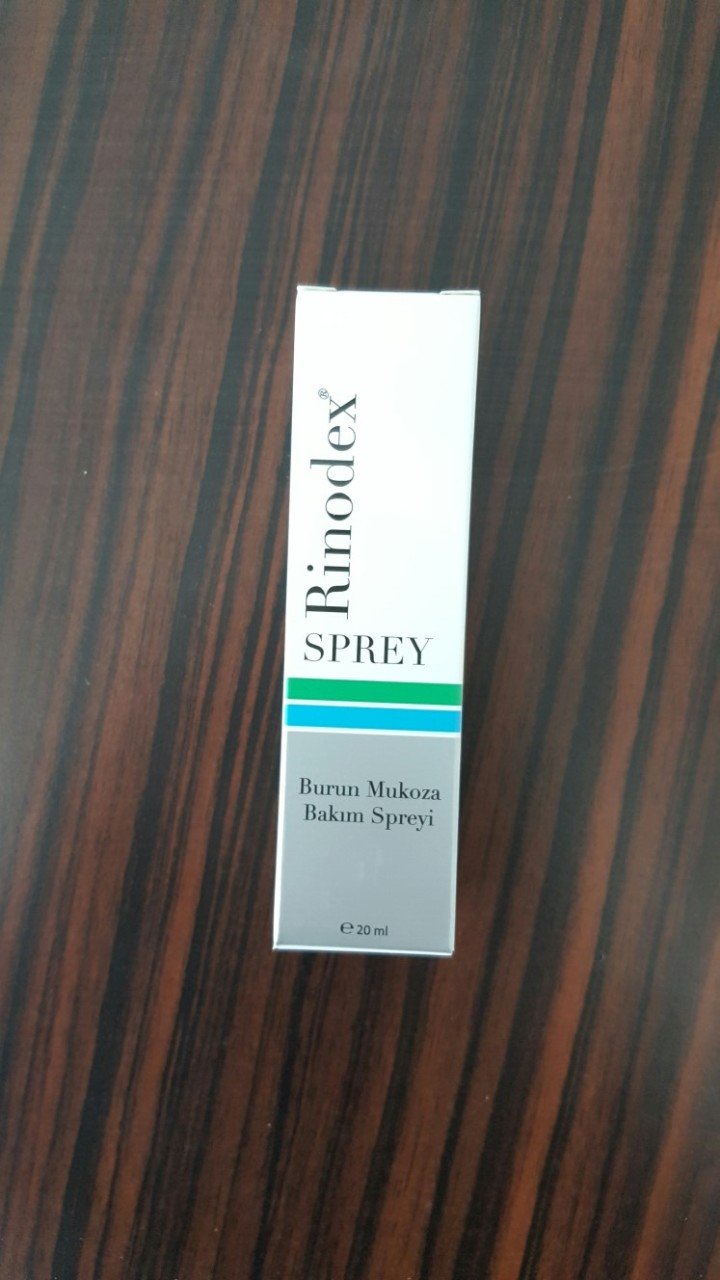 Rinodex®
SPREY
Burun Mukoza
Bakım Spreyi
℮ 20 ml